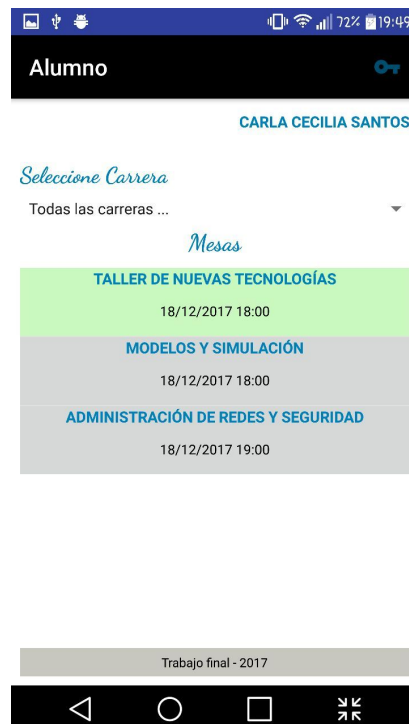 72% 19:49
Alumno
CARLA CECILIA SANTOS
Seleccione Carrera
Todas las carreras ...
Mesas
TALLER DE NUEVAS TECNOLOGÍAS
18/12/2017 18:00
MODELOS Y SIMULACIÓN
18/12/2017 18:00
ADMINISTRACIÓN DE REDES Y SEGURIDAD
18/12/2017 19:00
Trabajo final - 2017